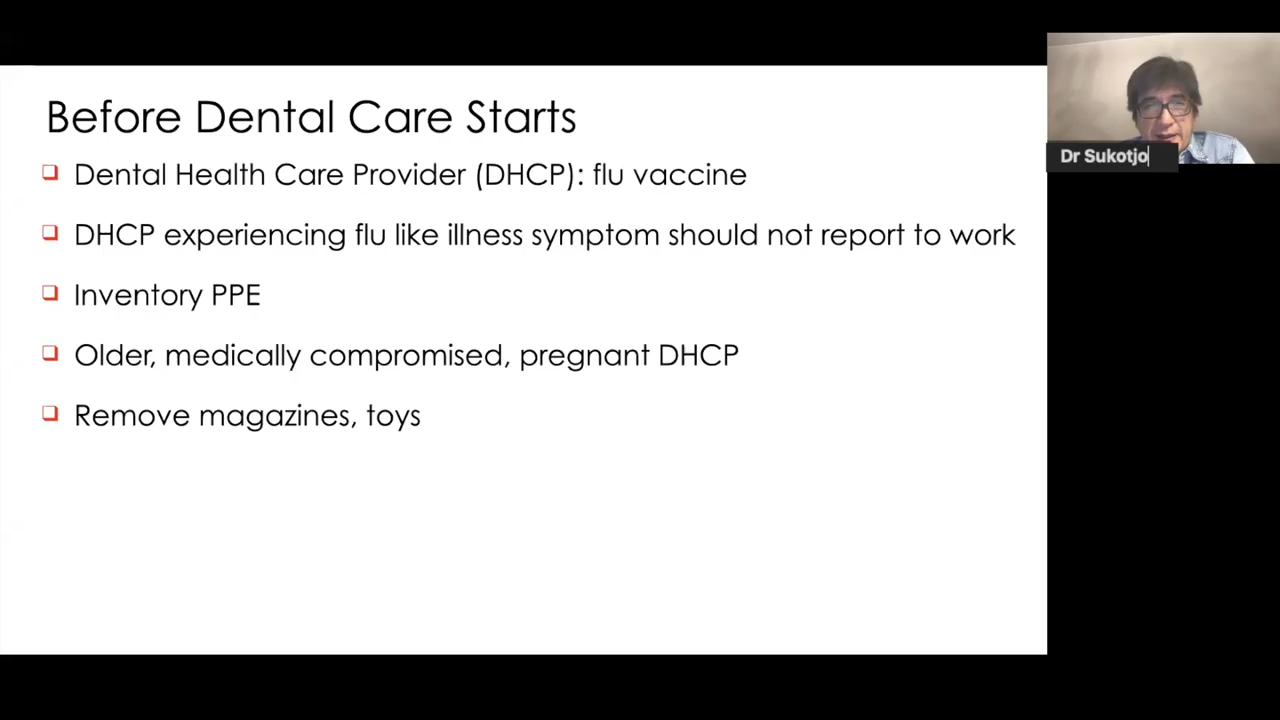 Before Dental Care Starts
Dental Health Care Provider (DHCP): flu vaccine
DHCP experiencing flu like illness symptom should not report to work
Inventory PPE
Older, medically compromised, pregnant DHCP
Remove magazines, toys
Dr Sukotjo